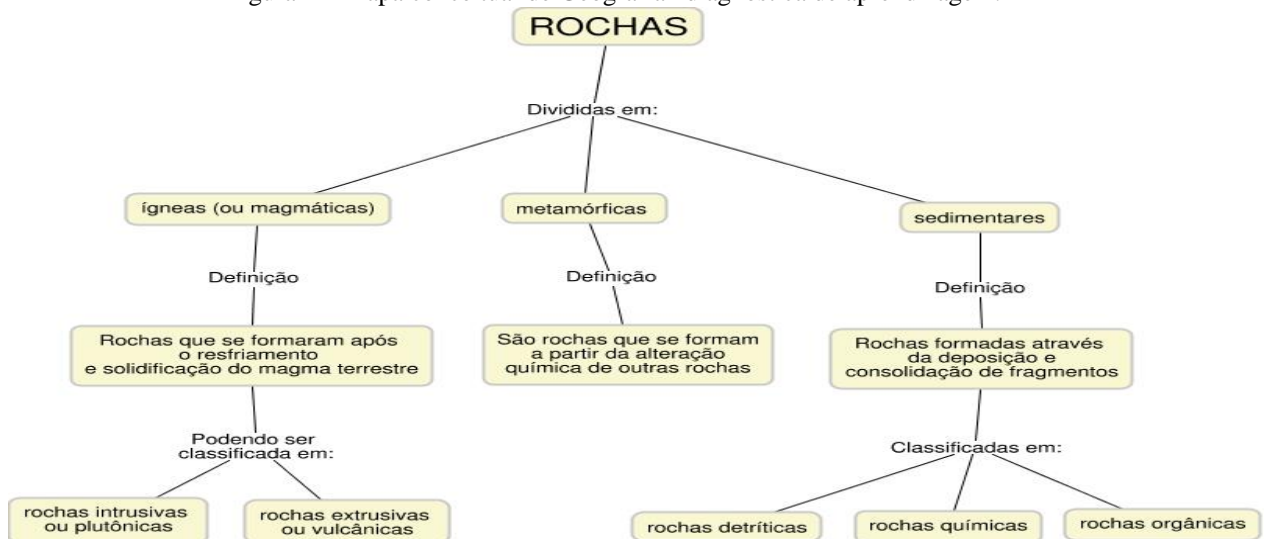 ROCHAS
Divididas em:
ígneas (ou magmáticas)
metamórficas
sedimentares
Definição
Definição
Definição
Rochas que se formaram após
o resfriamento
e solidificação do magma terrestre
São rochas que se formam
a partir da alteração
química de outras rochas
Rochas formadas através
da deposição e
consolidação de fragmentos
Podendo ser
classificada em:
Classificadas em:
rochas intrusivas
ou plutônicas
rochas extrusivas
ou vulcânicas
rochas detríticas
rochas químicas
rochas orgânicas